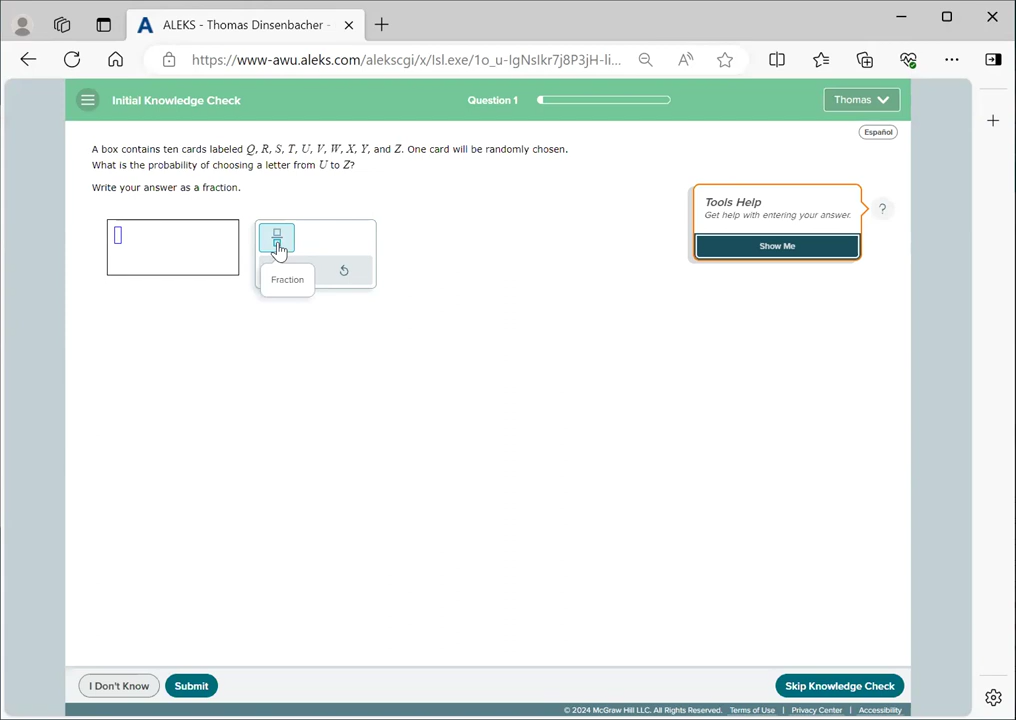 ALEKS - Thomas Dinsenbacher -
https://www-awu.aleks.com/alekscgi/x/Isl.exe/1o_u-IgNsIkr7j8P3jH-Ii...
Initial Knowledge Check
Question 1
Thomas
Español
A box contains ten cards labeled Q, R, S, T, U, V, W, X, Y, and Z. One card will be randomly chosen.
What is the probability of choosing a letter from U to Z?
Write your answer as a fraction.
Tools Help
Get help with entering your answer.
?
Show Me
Fraction
I Don't Know
Submit
Skip Knowledge Check
© 2024 McGraw Hill LLC. All Rights Reserved. Terms of Use | Privacy Center | Accessibility